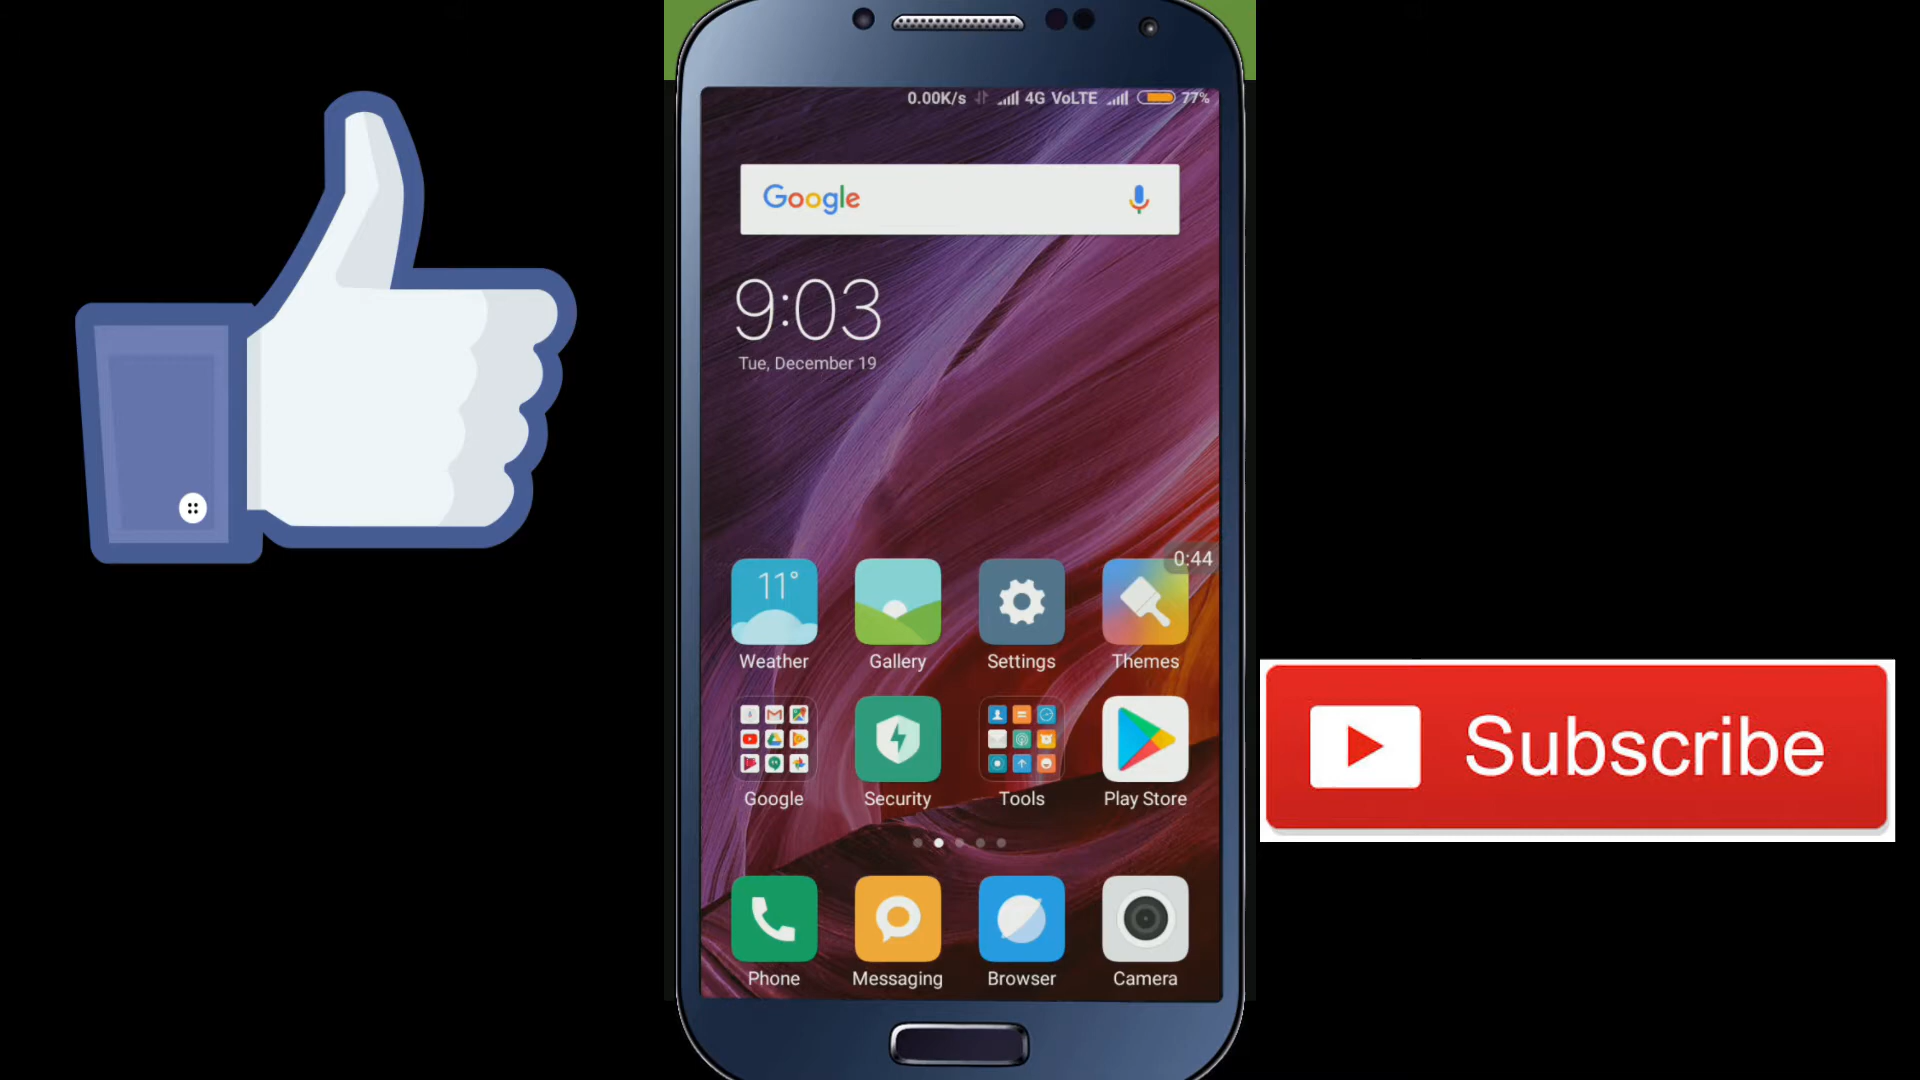 0.00K/s 4G VoLTE 77%
Google
9:03
Tue, December 19
0:44
11°
Weather Gallery Settings Themes
Google Security Tools Play Store
Subscribe
Phone Messaging Browser Camera